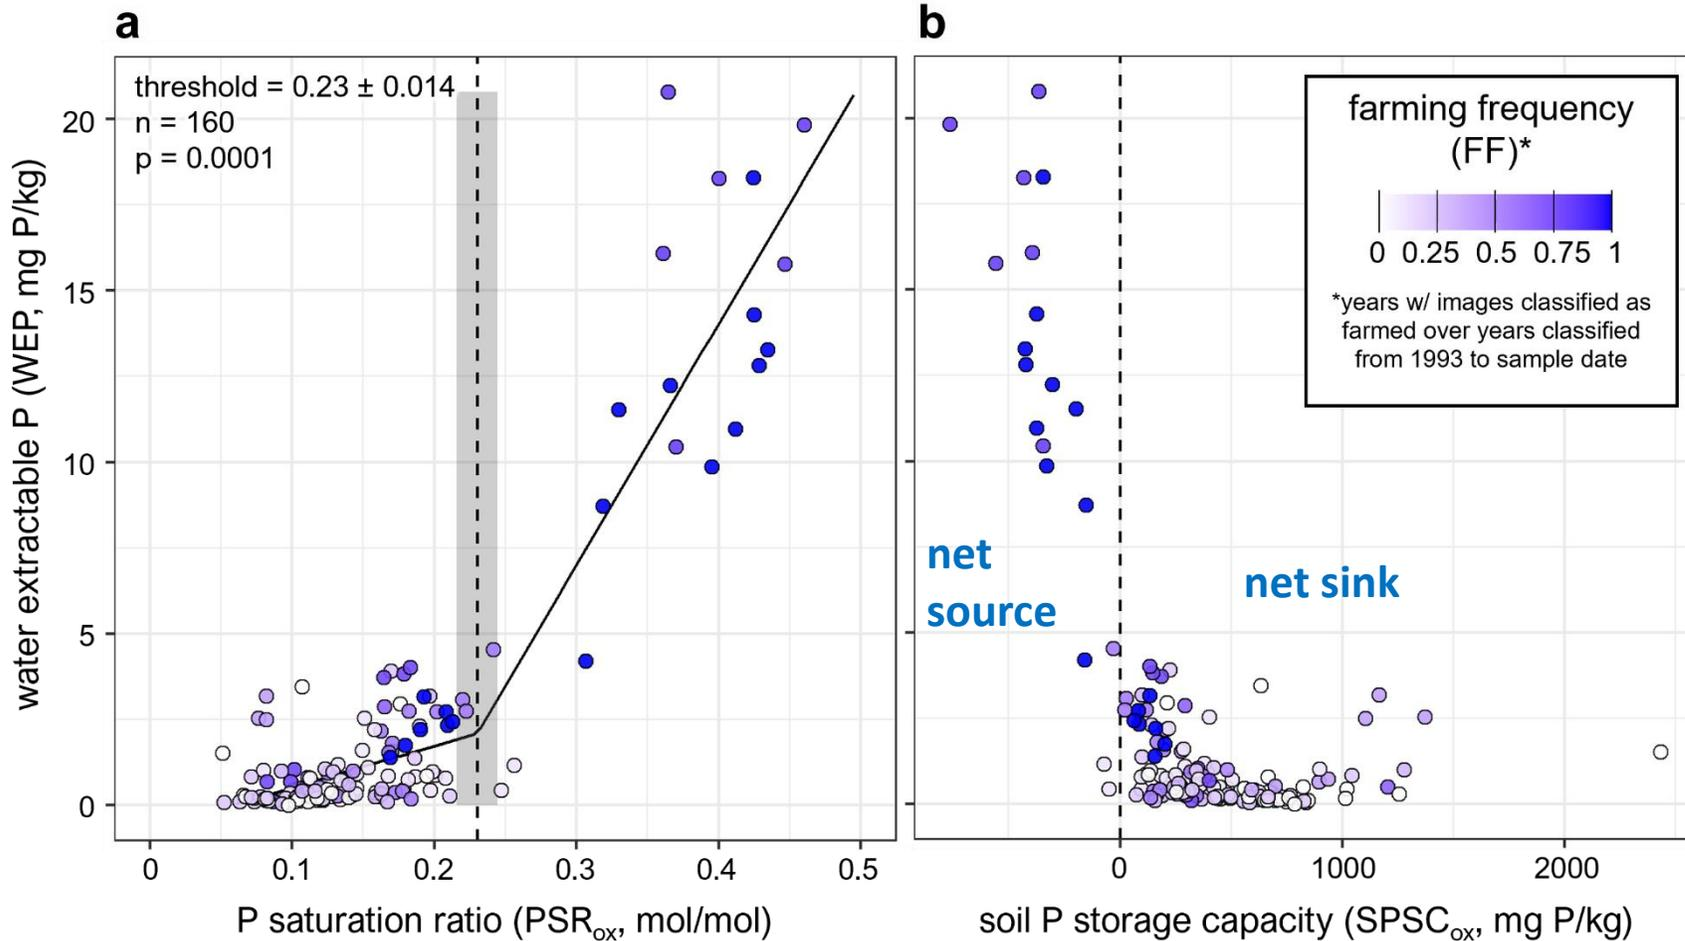 a
threshold = 0.23 ± 0.014
n = 160
p = 0.0001
water extractable P (WEP, mg P/kg)
20
15
10
5
0
0 0.1 0.2 0.3 0.4 0.5
P saturation ratio (PSRox, mol/mol)
b
farming frequency
(FF)*
0 0.25 0.5 0.75 1
*years w/ images classified as
farmed over years classified
from 1993 to sample date
net
source
net sink
0 1000 2000
soil P storage capacity (SPSCox, mg P/kg)